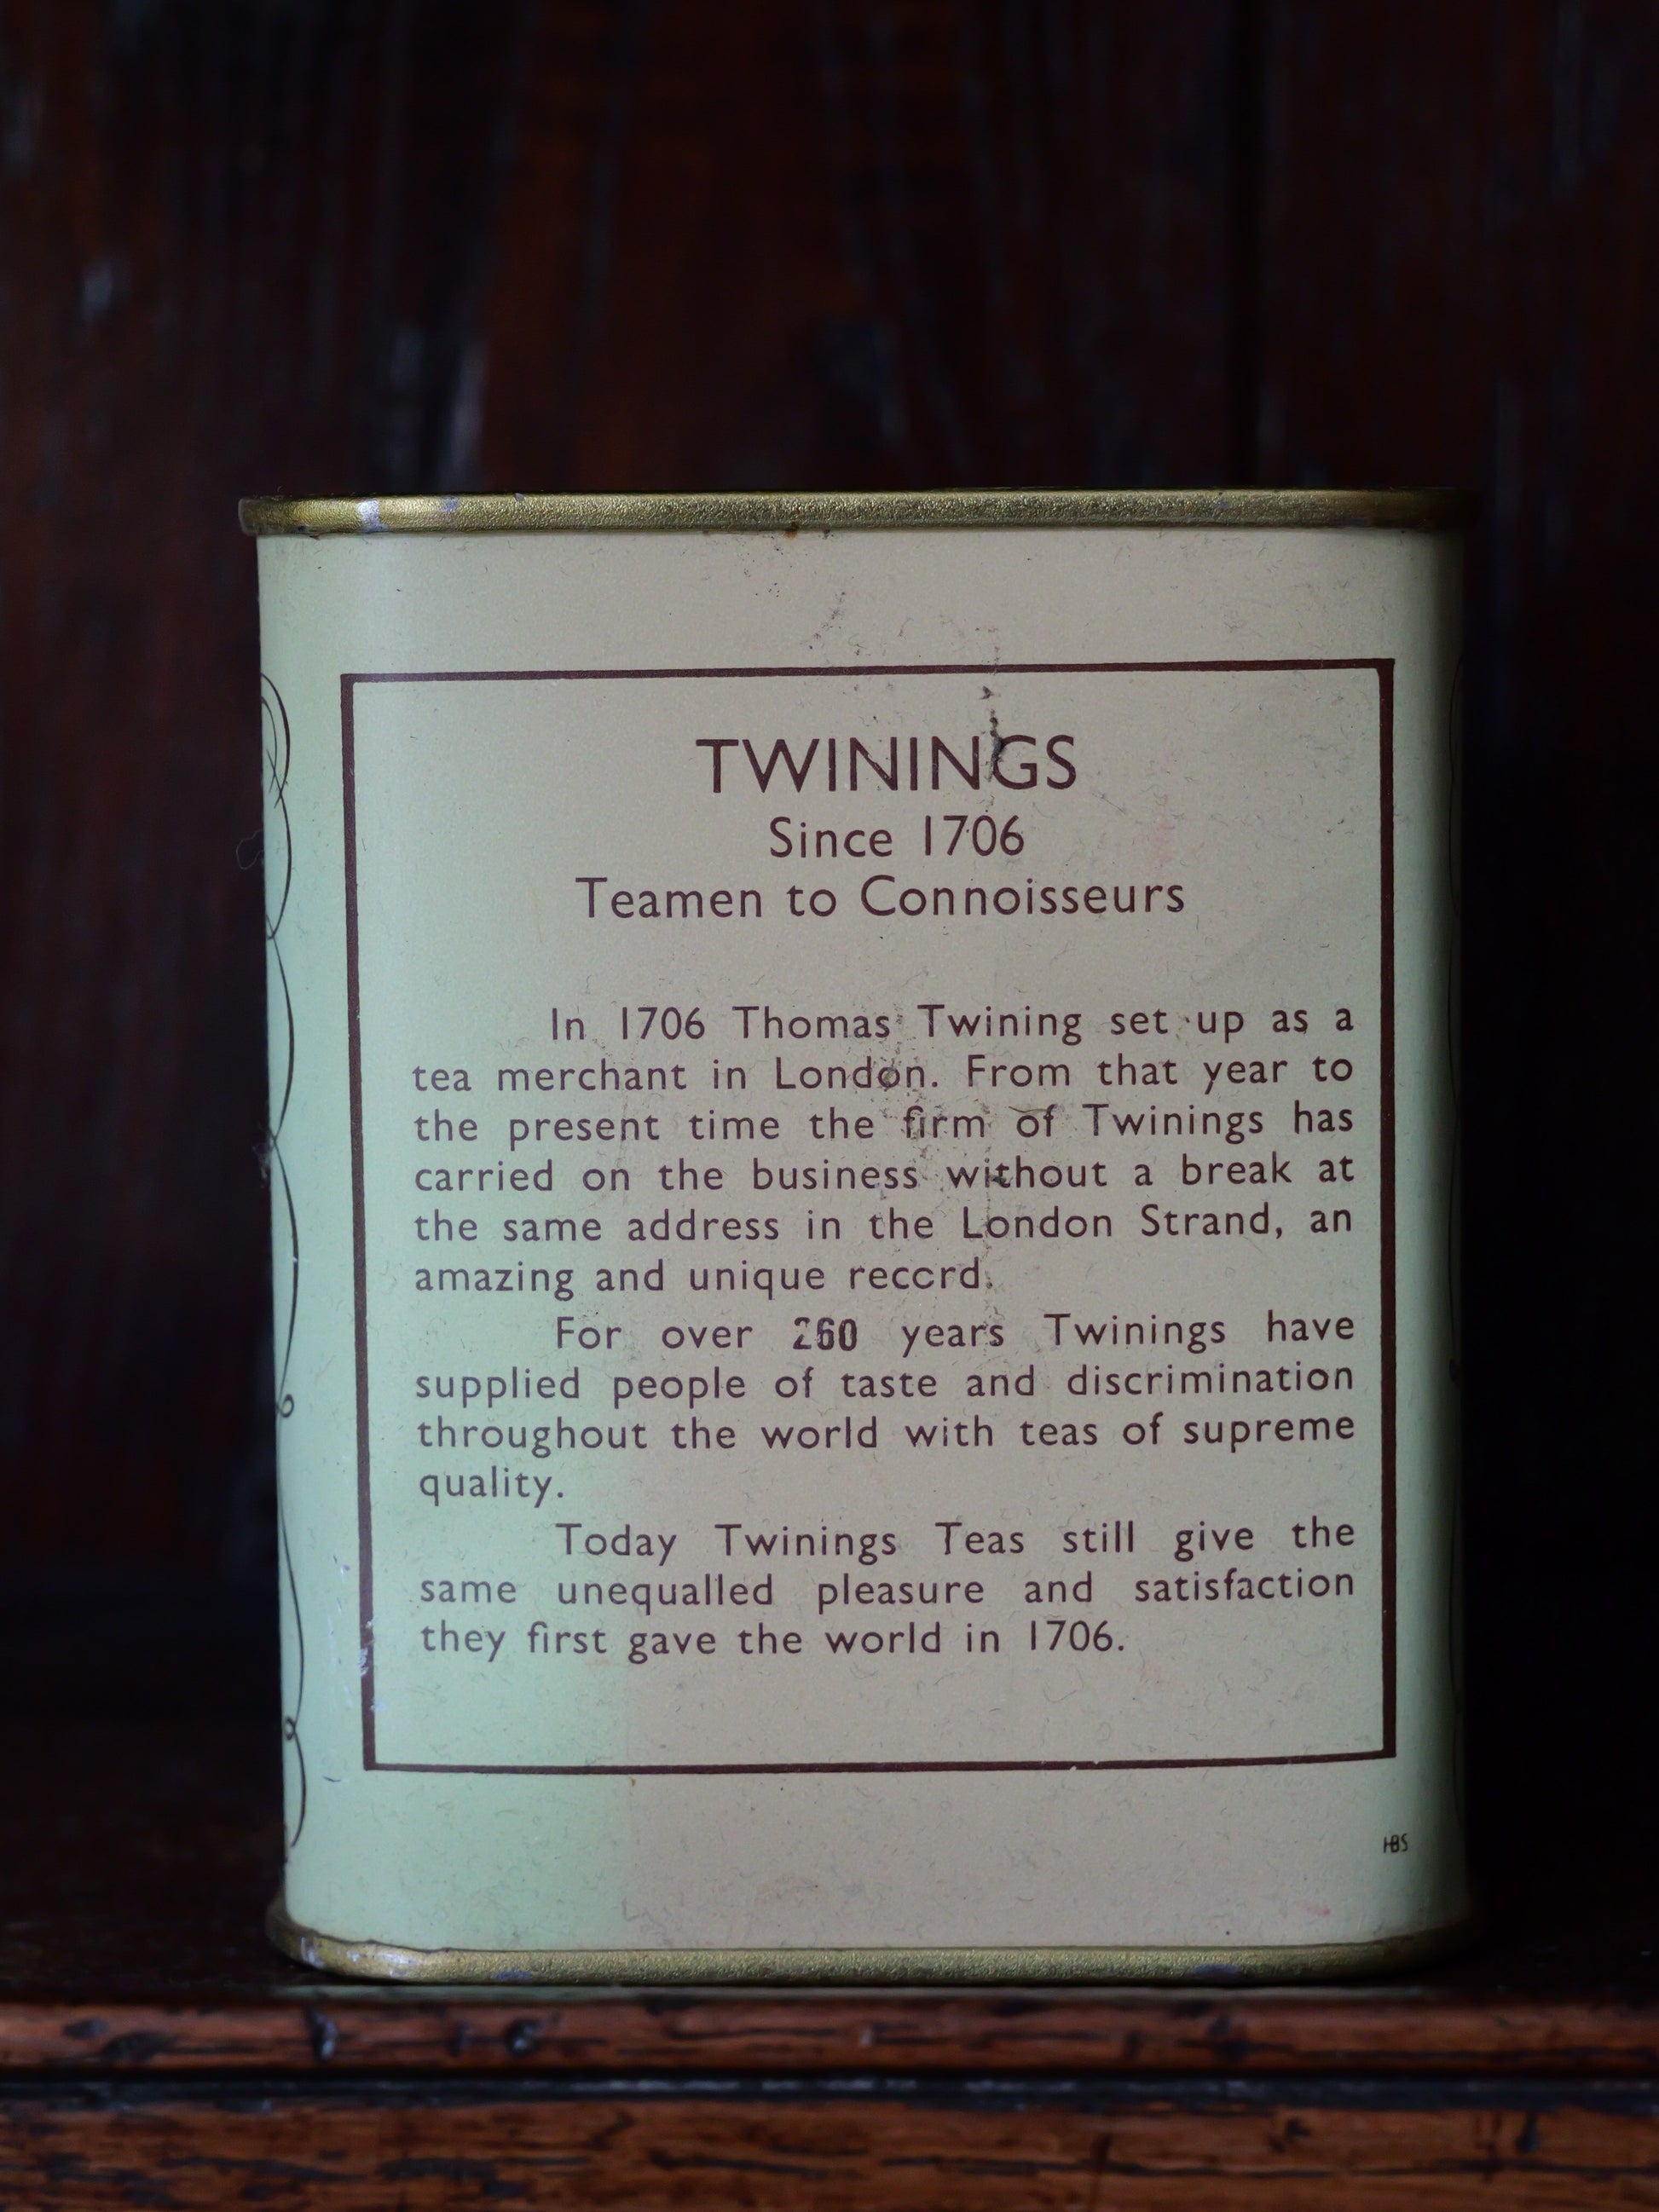 TWININGS
Since 1706
Teamen to Connoisseurs
In 1706 Thomas Twining set up as a
tea merchant in London. From that year to
the present time the firm of Twinings has
carried on the business without a break at
the same address in the London Strand, an
amazing and unique record.
For over 260 years Twinings have
supplied people of taste and discrimination
throughout the world with teas of supreme
quality.
Today Twinings Teas still give the
same unequalled pleasure and satisfaction
they first gave the world in 1706.
HBS